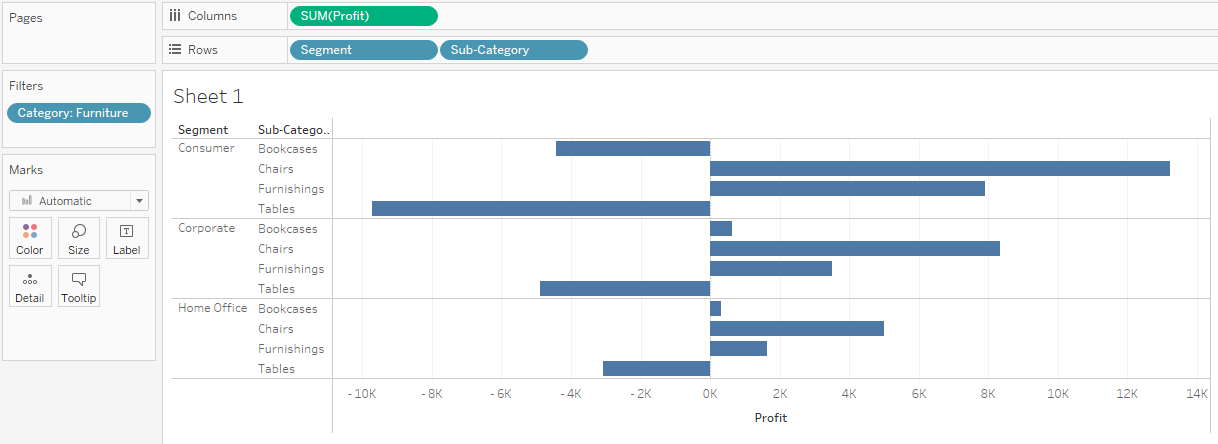 Pages
Columns
SUM(Profit)
Rows
Segment
Sub-Category
Filters
Category: Furniture
Marks
Automatic
Color
Size
Label
Detail
Tooltip
Sheet 1
Segment Sub-Catego..
Consumer Bookcases
Chairs
Furnishings
Tables
Corporate Bookcases
Chairs
Furnishings
Tables
Home Office Bookcases
Chairs
Furnishings
Tables
-10K -8K -6K -4K -2K 0K 2K 4K 6K 8K 10K 12K 14K
Profit